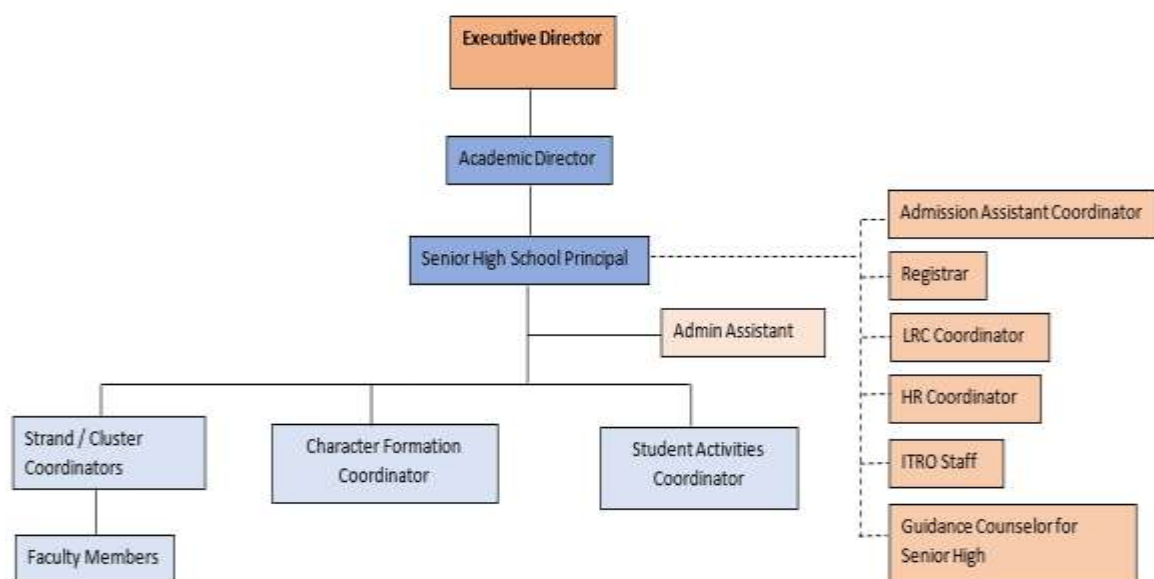 Executive Director
Academic Director
Senior High School Principal
Admission Assistant Coordinator
Registrar
LRC Coordinator
HR Coordinator
ITRO Staff
Guidance Counselor for
Senior High
Admin Assistant
Strand / Cluster
Coordinators
Character Formation
Coordinator
Student Activities
Coordinator
Faculty Members